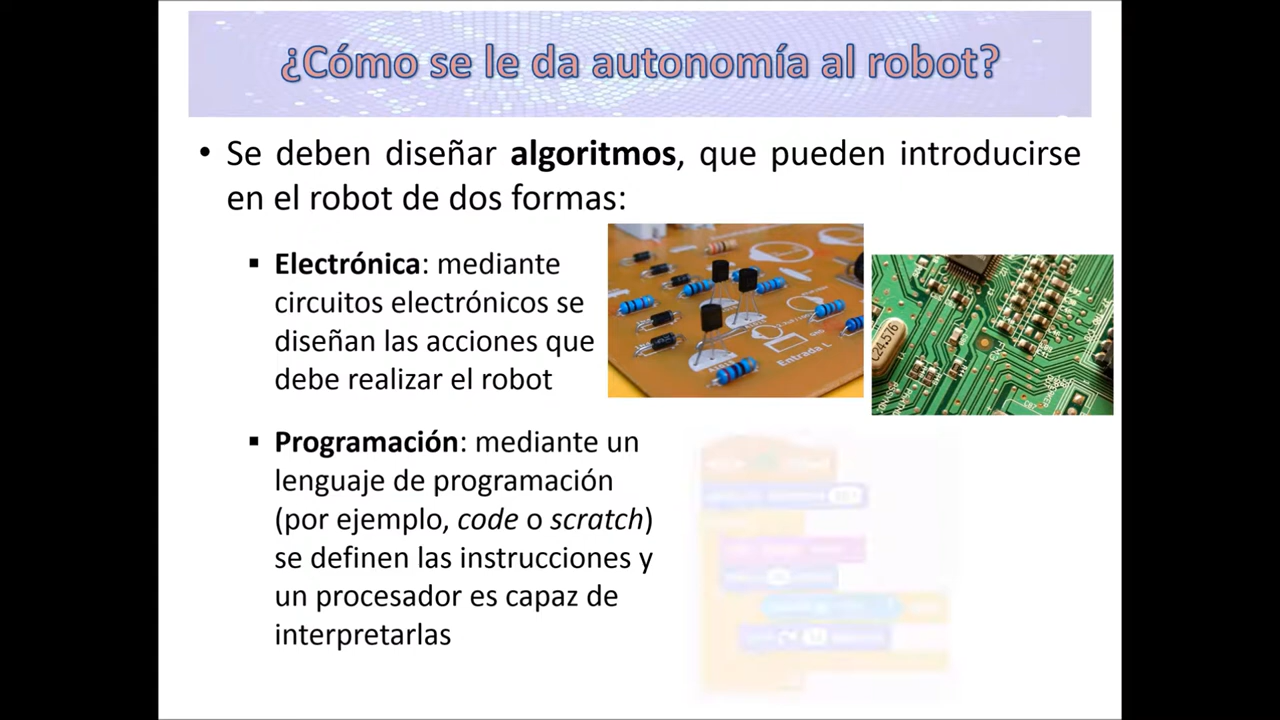 ¿Cómo se le da autonomía al robot?
• Se deben diseñar algoritmos, que pueden introducirse
en el robot de dos formas:
▪ Electrónica: mediante
circuitos electrónicos se
diseñan las acciones que
debe realizar el robot
Entrada L
C24.576
▪ Programación: mediante un
lenguaje de programación
(por ejemplo, code o scratch)
se definen las instrucciones y
un procesador es capaz de
interpretarlas